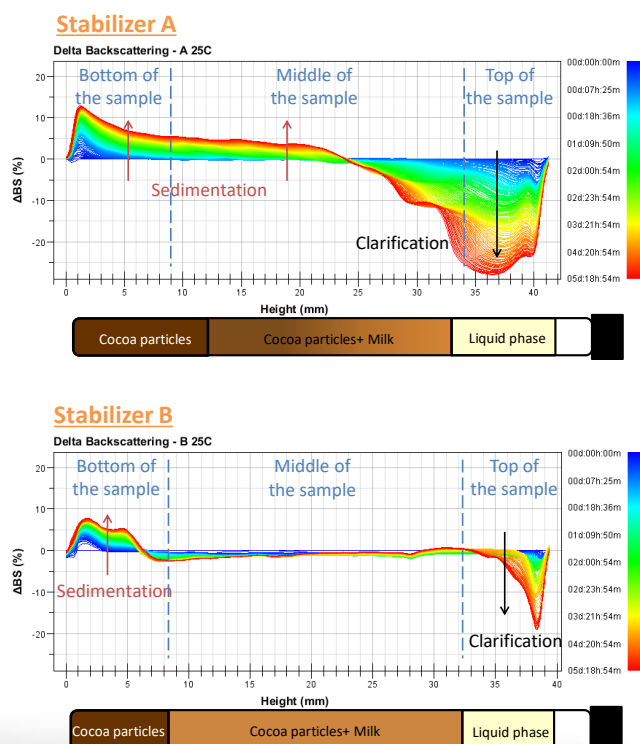 Stabilizer A
Delta Backscattering - A 25C
Bottom of
the sample
Middle of
the sample
Top of
the sample
20
10
0
-10
-20
ΔBS (%)
Sedimentation
Clarification
0
5
10
15
20
25
30
35
40
Height (mm)
00d:00h:00m
00d:07h:25m
00d:18h:36m
01d:09h:50m
02d:00h:54m
02d:23h:54m
03d:21h:54m
04d:20h:54m
05d:18h:54m
Cocoa particles
Cocoa particles+ Milk
Liquid phase
Stabilizer B
Delta Backscattering - B 25C
Bottom of
the sample
Middle of
the sample
Top of
the sample
20
10
0
-10
-20
ΔBS (%)
Sedimentation
Clarification
0
5
10
15
20
25
30
35
40
Height (mm)
00d:00h:00m
00d:07h:25m
00d:18h:36m
01d:09h:50m
02d:00h:54m
02d:23h:54m
03d:21h:54m
04d:20h:54m
05d:18h:54m
Cocoa particles
Cocoa particles+ Milk
Liquid phase